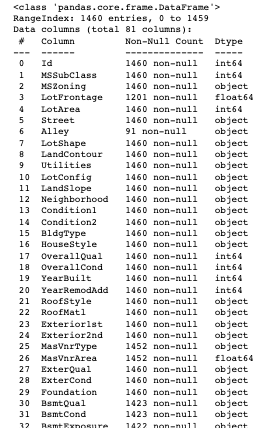 <class 'pandas.core.frame.DataFrame'>
RangeIndex: 1460 entries, 0 to 1459
Data columns (total 81 columns):
 #   Column         Non-Null Count  Dtype
---  ------         --------------  -----
 0   Id             1460 non-null   int64
 1   MSSubClass     1460 non-null   int64
 2   MSZoning       1460 non-null   object
 3   LotFrontage    1201 non-null   float64
 4   LotArea        1460 non-null   int64
 5   Street         1460 non-null   object
 6   Alley          91 non-null     object
 7   LotShape       1460 non-null   object
 8   LandContour    1460 non-null   object
 9   Utilities      1460 non-null   object
 10  LotConfig      1460 non-null   object
 11  LandSlope      1460 non-null   object
 12  Neighborhood   1460 non-null   object
 13  Condition1     1460 non-null   object
 14  Condition2     1460 non-null   object
 15  BldgType       1460 non-null   object
 16  HouseStyle     1460 non-null   object
 17  OverallQual    1460 non-null   int64
 18  OverallCond    1460 non-null   int64
 19  YearBuilt      1460 non-null   int64
 20  YearRemodAdd   1460 non-null   int64
 21  RoofStyle      1460 non-null   object
 22  RoofMatl       1460 non-null   object
 23  Exterior1st    1460 non-null   object
 24  Exterior2nd    1460 non-null   object
 25  MasVnrType     1452 non-null   object
 26  MasVnrArea     1452 non-null   float64
 27  ExterQual      1460 non-null   object
 28  ExterCond      1460 non-null   object
 29  Foundation     1460 non-null   object
 30  BsmtQual       1423 non-null   object
 31  BsmtCond       1423 non-null   object
 32  BsmtExposure   1422 non-null   object